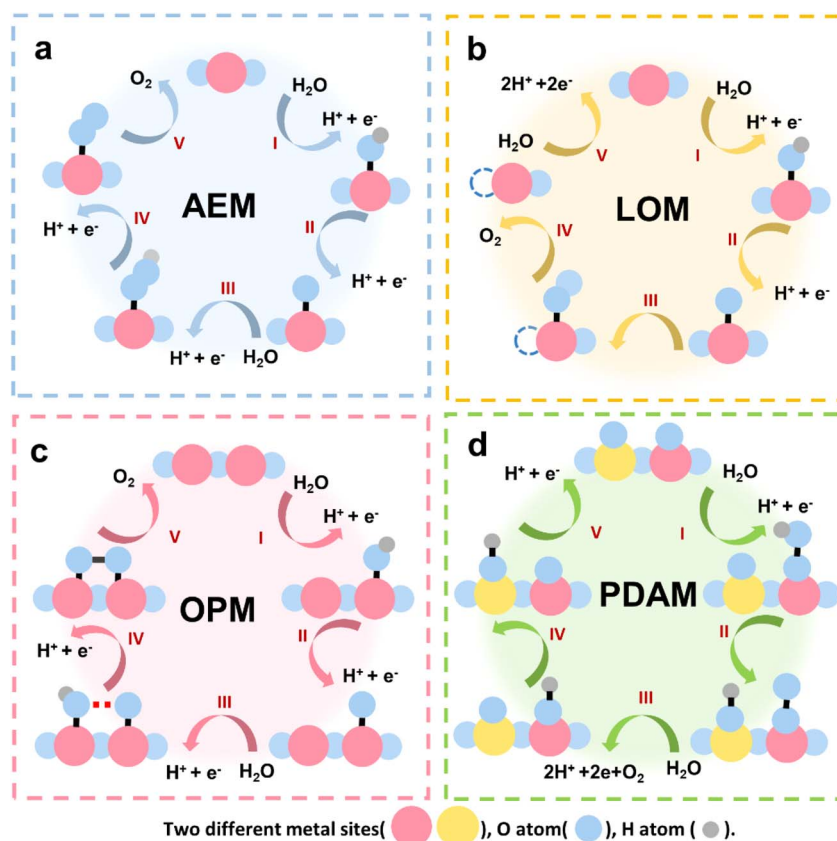 a
O₂
H₂O
H⁺ + e⁻
I
V
AEM
II
IV
H⁺ + e⁻
H⁺ + e⁻
III
H⁺ + e⁻
H₂O
b
2H⁺ +2e⁻
H₂O
H⁺ + e⁻
H₂O
I
V
LOM
II
IV
O₂
H⁺ + e⁻
III
c
O₂
H₂O
H⁺ + e⁻
I
V
OPM
II
IV
H⁺ + e⁻
H⁺ + e⁻
III
H⁺ + e⁻
H₂O
d
H⁺ + e⁻
H₂O
H⁺ + e⁻
I
V
PDAM
II
IV
III
2H⁺ +2e+O₂
H₂O
Two different metal sites( ), O atom( ), H atom ( ).